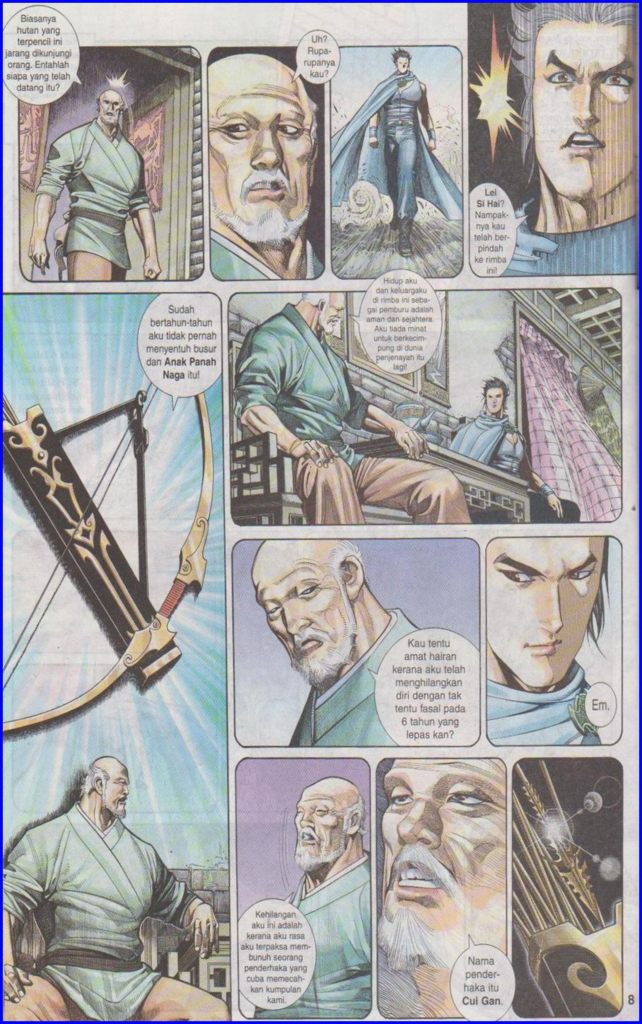 Biasanya
hutan yang
terpencil ini
jarang dikunjungi
orang. Entahlah
siapa yang telah
datang itu?
Uh?
Rupa-
rupanya
kau?
Lei
Si Hai?
Nampak-
nya kau
telah ber-
pindah
ke rimba
ini!
Sudah
bertahun-tahun
aku tidak pernah
menyentuh busur
dan Anak Panah
Naga itu!
Hidup aku
dan keluargaku
di rimba ini seba-
gai pemburu adalah
aman dan sejahtera.
Aku tiada minat
untuk berkecim-
pung di dunia
penjenayah itu
lagi!
Kau tentu
amat hairan
kerana aku telah
menghilangkan
diri dengan tak
tentu fasal pada
6 tahun yang
lepas kan?
Em.
Kehilangan
aku ini adalah
kerana aku rasa
aku terpaksa mem-
bunuh seorang
penderhaka yang
cuba memecah-
kan kumpulan
kami.
Nama
pender-
haka itu
Cui Gan.
8